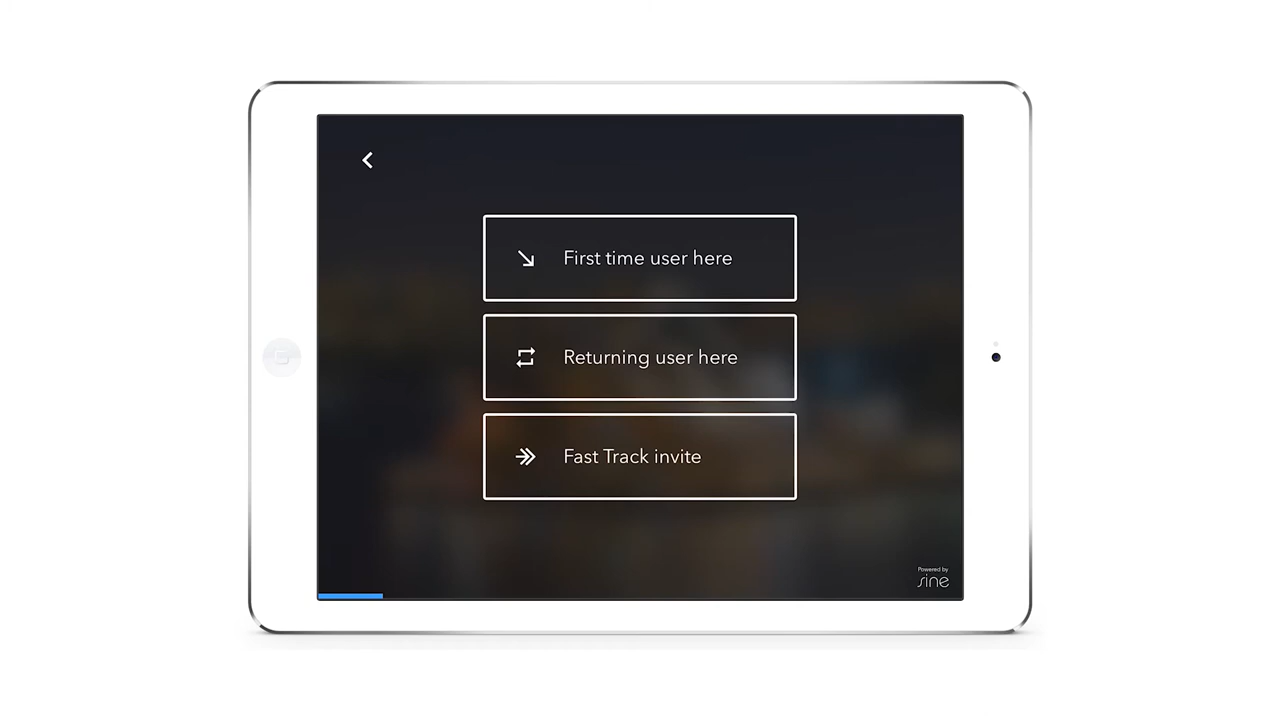 First time user here
Returning user here
Fast Track invite
Powered by
sine